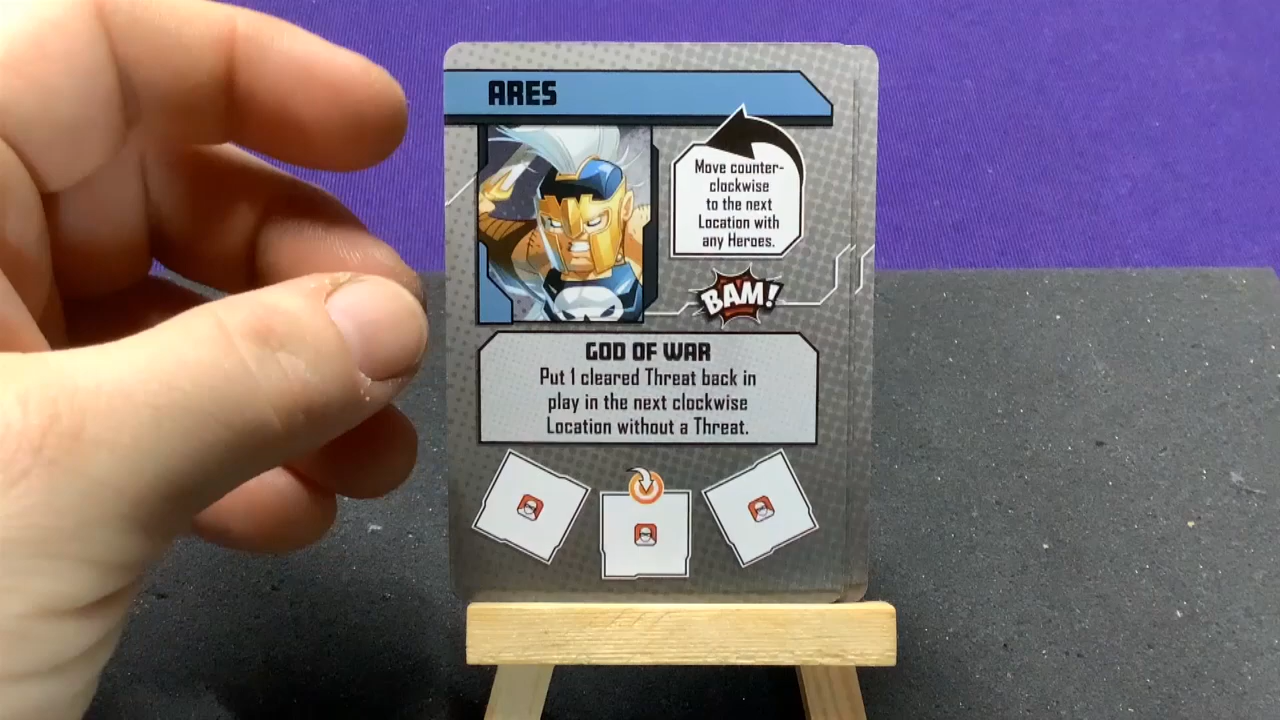 ARES
Move counter-
clockwise
to the next
Location with
any Heroes.
BAM!
GOD OF WAR
Put 1 cleared Threat back in
play in the next clockwise
Location without a Threat.